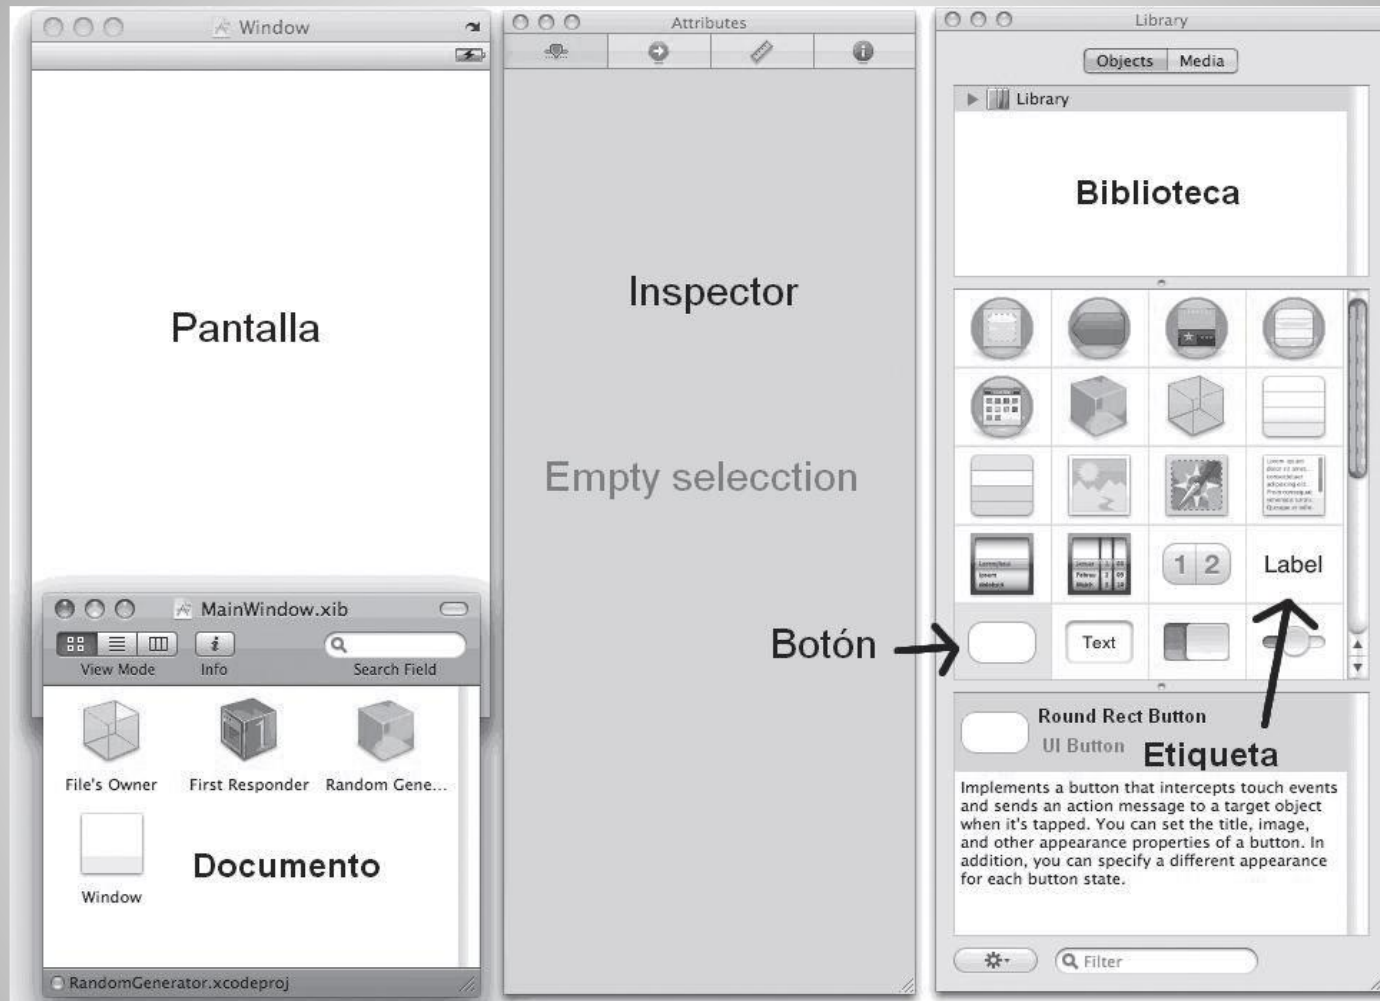 Window
Pantalla
MainWindow.xib
View Mode
Info
Search Field
File's Owner
First Responder
Random Gene...
Window
Documento
RandomGenerator.xcodeproj
Attributes
Inspector
Empty selecction
Library
Objects
Media
Library
Biblioteca
1 2
Label
Botón
Text
Round Rect Button
UI Button
Etiqueta
Implements a button that intercepts touch events
and sends an action message to a target object
when it's tapped. You can set the title, image,
and other appearance properties of a button. In
addition, you can specify a different appearance
for each button state.
Filter